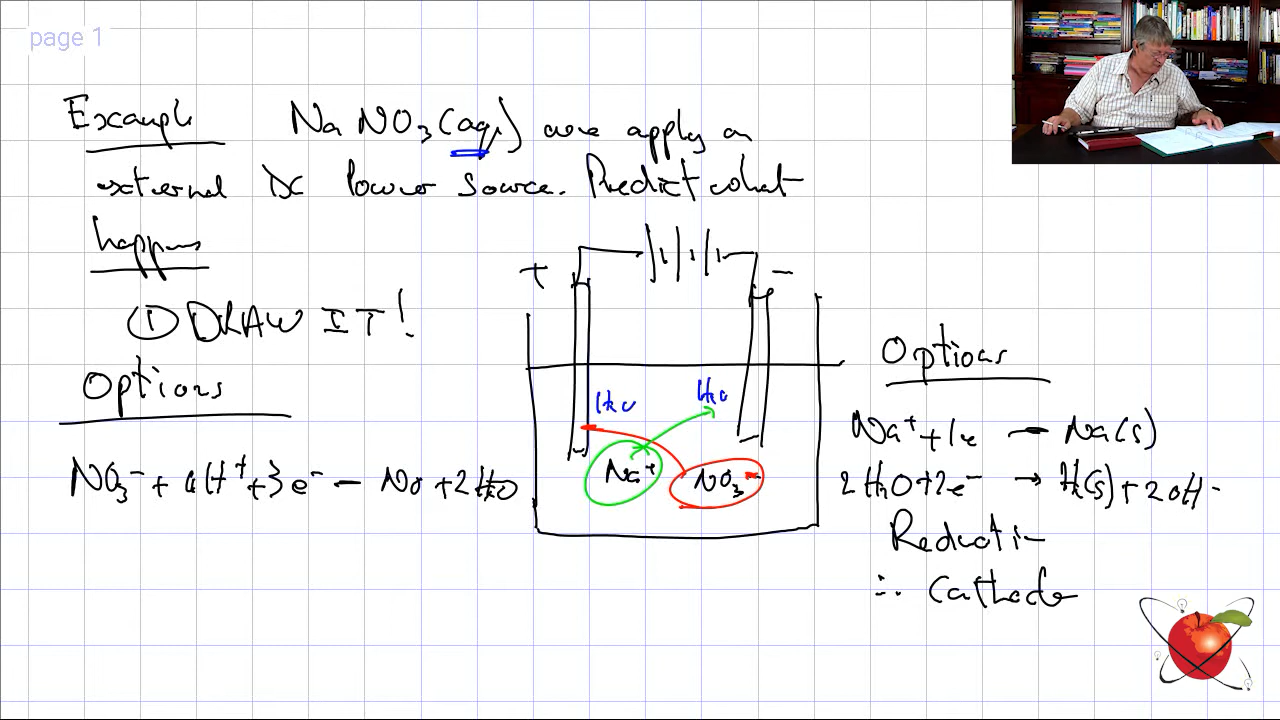 page 1
Example NaNO₃(aq) we apply an
external DC power source. Predict what
happens
+ −
① DRAW IT!
Options
Options
H₂O H₂O
Na⁺ + 1e⁻ → Na(s)
NO₃⁻ + 4H⁺ + 3e⁻ → NO + 2H₂O
Na⁺ NO₃⁻
2H₂O + 2e⁻ → H₂(g) + 2OH⁻
Reduction
∴ Cathode